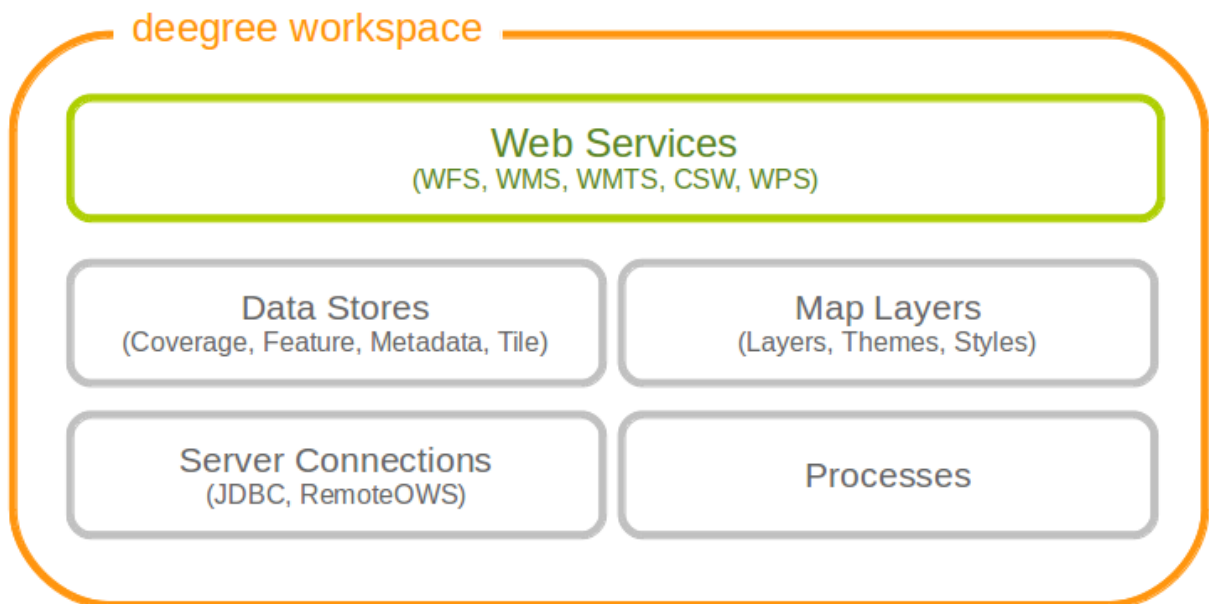 deegree workspace
Web Services
(WFS, WMS, WMTS, CSW, WPS)
Data Stores
(Coverage, Feature, Metadata, Tile)
Map Layers
(Layers, Themes, Styles)
Server Connections
(JDBC, RemoteOWS)
Processes